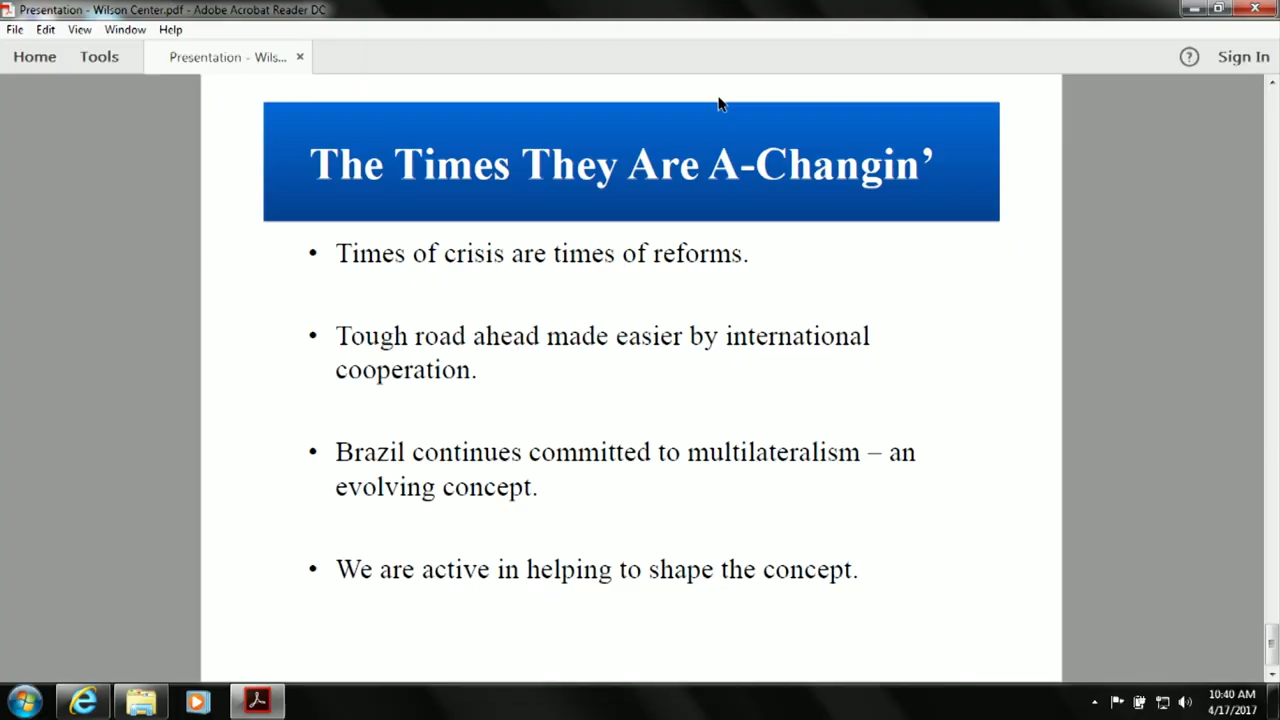 Presentation - Wilson Center.pdf - Adobe Acrobat Reader DC
File Edit View Window Help
Home Tools Presentation - Wils... × ? Sign In
The Times They Are A-Changin’
• Times of crisis are times of reforms.
• Tough road ahead made easier by international
cooperation.
• Brazil continues committed to multilateralism – an
evolving concept.
• We are active in helping to shape the concept.
10:40 AM
4/17/2017